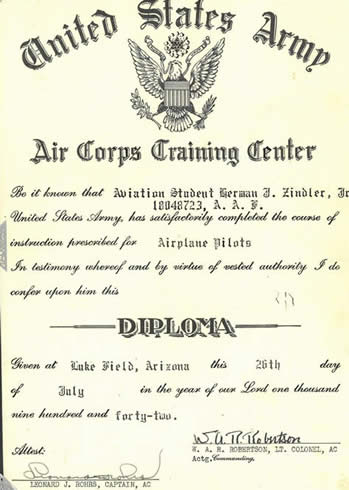 United States Army
Air Corps Training Center
Be it known that Aviation Student Herman J. Zindler, Jr
18048723, A. A. F.
United States Army, has satisfactorily completed the course of
instruction prescribed for Airplane Pilots
In testimony whereof and by virtue of vested authority I do
confer upon him this
DIPLOMA
Given at Luke Field, Arizona this 26th day
of July in the year of our Lord one thousand
nine hundred and forty-two.
W. A. R. Robertson
Attest:
W. A. R. ROBERTSON, LT. COLONEL, AC
Actg. Commanding.
LEONARD J. ROHRS, CAPTAIN, AC